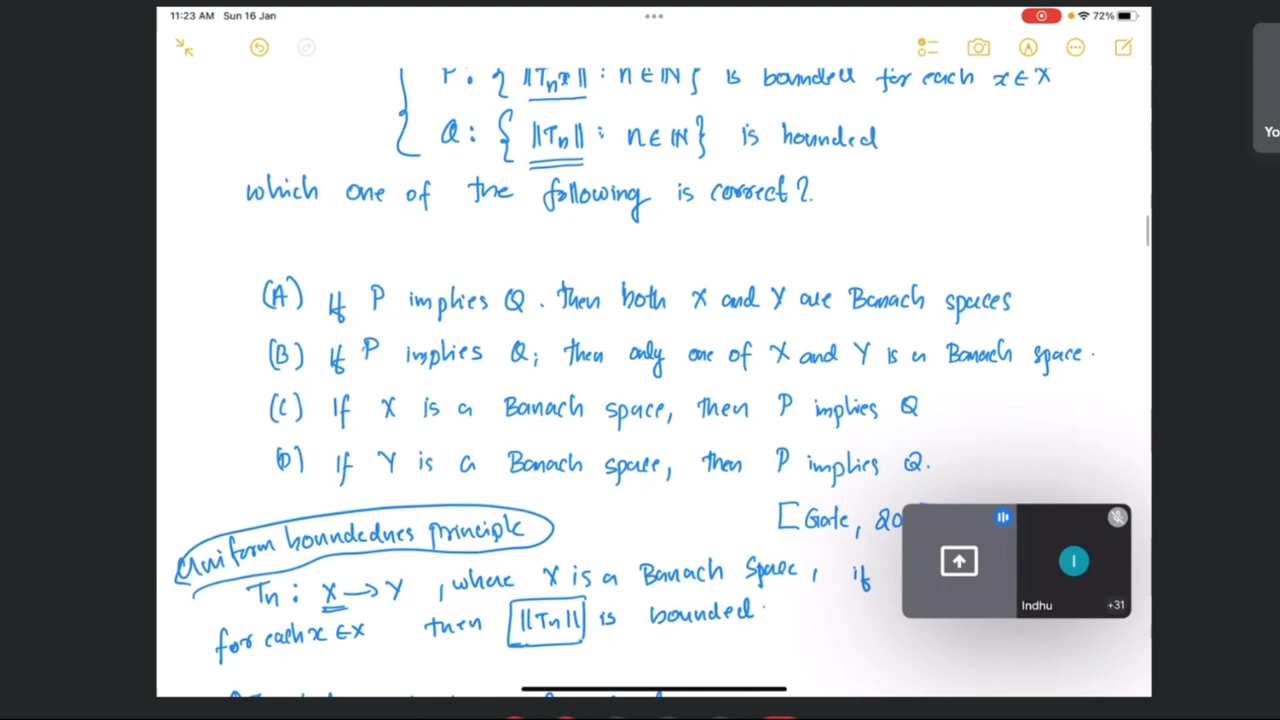 11:23 AM Sun 16 Jan
72%
P : { ||Tₙx|| : n ∈ ℕ } is bounded for each x ∈ X
Q : { ||Tₙ|| : n ∈ ℕ } is bounded
which one of the following is correct?
(A) If P implies Q. then both X and Y are Banach spaces
(B) If P implies Q; then only one of X and Y is a Banach space.
(C) If X is a Banach space, then P implies Q
(D) If Y is a Banach space, then P implies Q.
[Gate, 20
Uniform boundednes principle
Tn : X → Y , where X is a Banach Space, if
for each x ∈ X then ||Tn|| is bounded.
Yo
I
Indhu +31